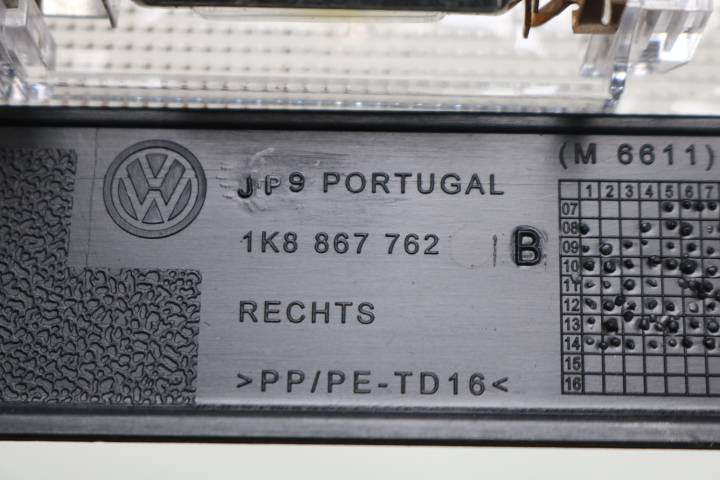 JP9 PORTUGAL
1K8 867 762 B
RECHTS
>PP/PE-TD16<
(M 6611)
1 2 3 4 5 6 7
07
08
09
10
11
12
13
14
15
16